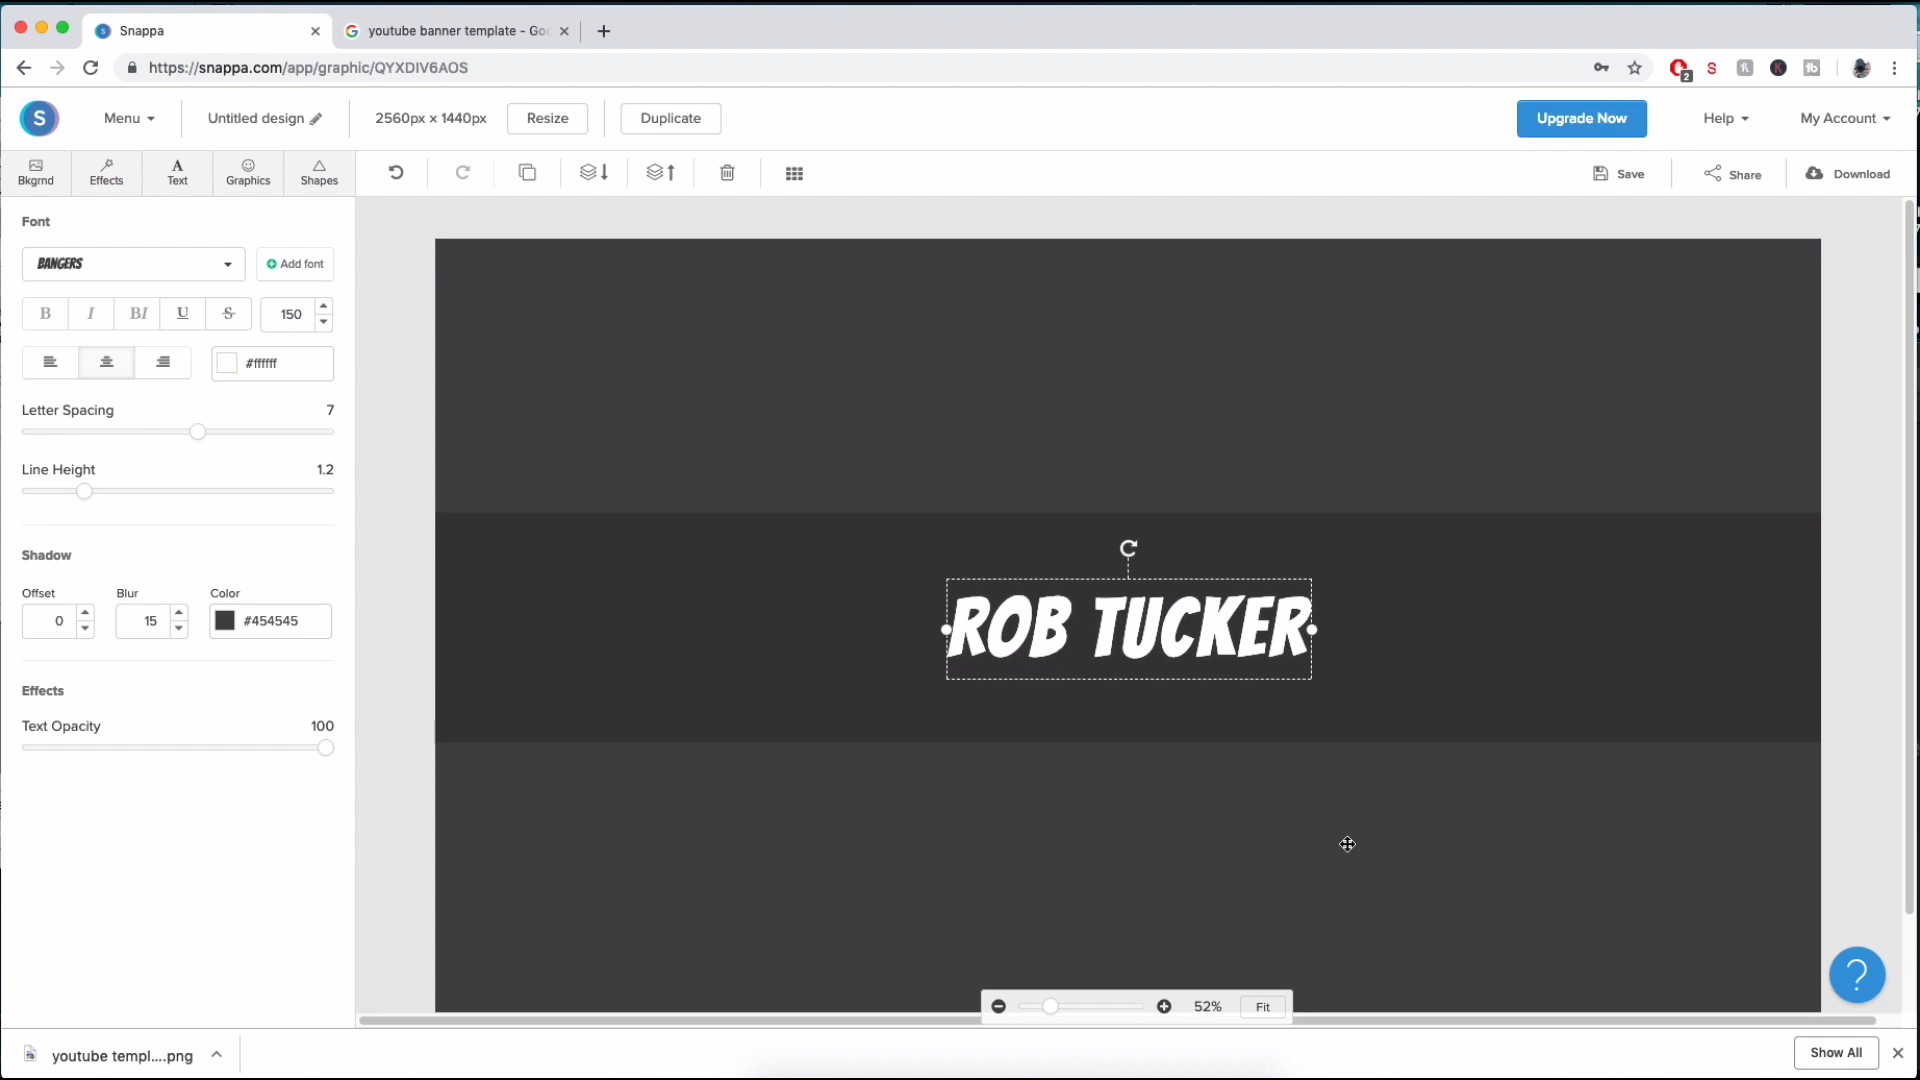 Snappa
youtube banner template - Goo
https://snappa.com/app/graphic/QYXDIV6AOS
2
S
tb
S
Menu
Untitled design
2560px × 1440px
Resize
Duplicate
Upgrade Now
Help
My Account
Bkgrnd
Effects
A
Text
Graphics
Shapes
Save
Share
Download
Font
BANGERS
Add font
B
I
BI
U
S
150
#ffffff
Letter Spacing
7
Line Height
1.2
Shadow
Offset
Blur
Color
0
15
#454545
Effects
Text Opacity
100
ROB TUCKER
52%
Fit
?
youtube templ....png
Show All